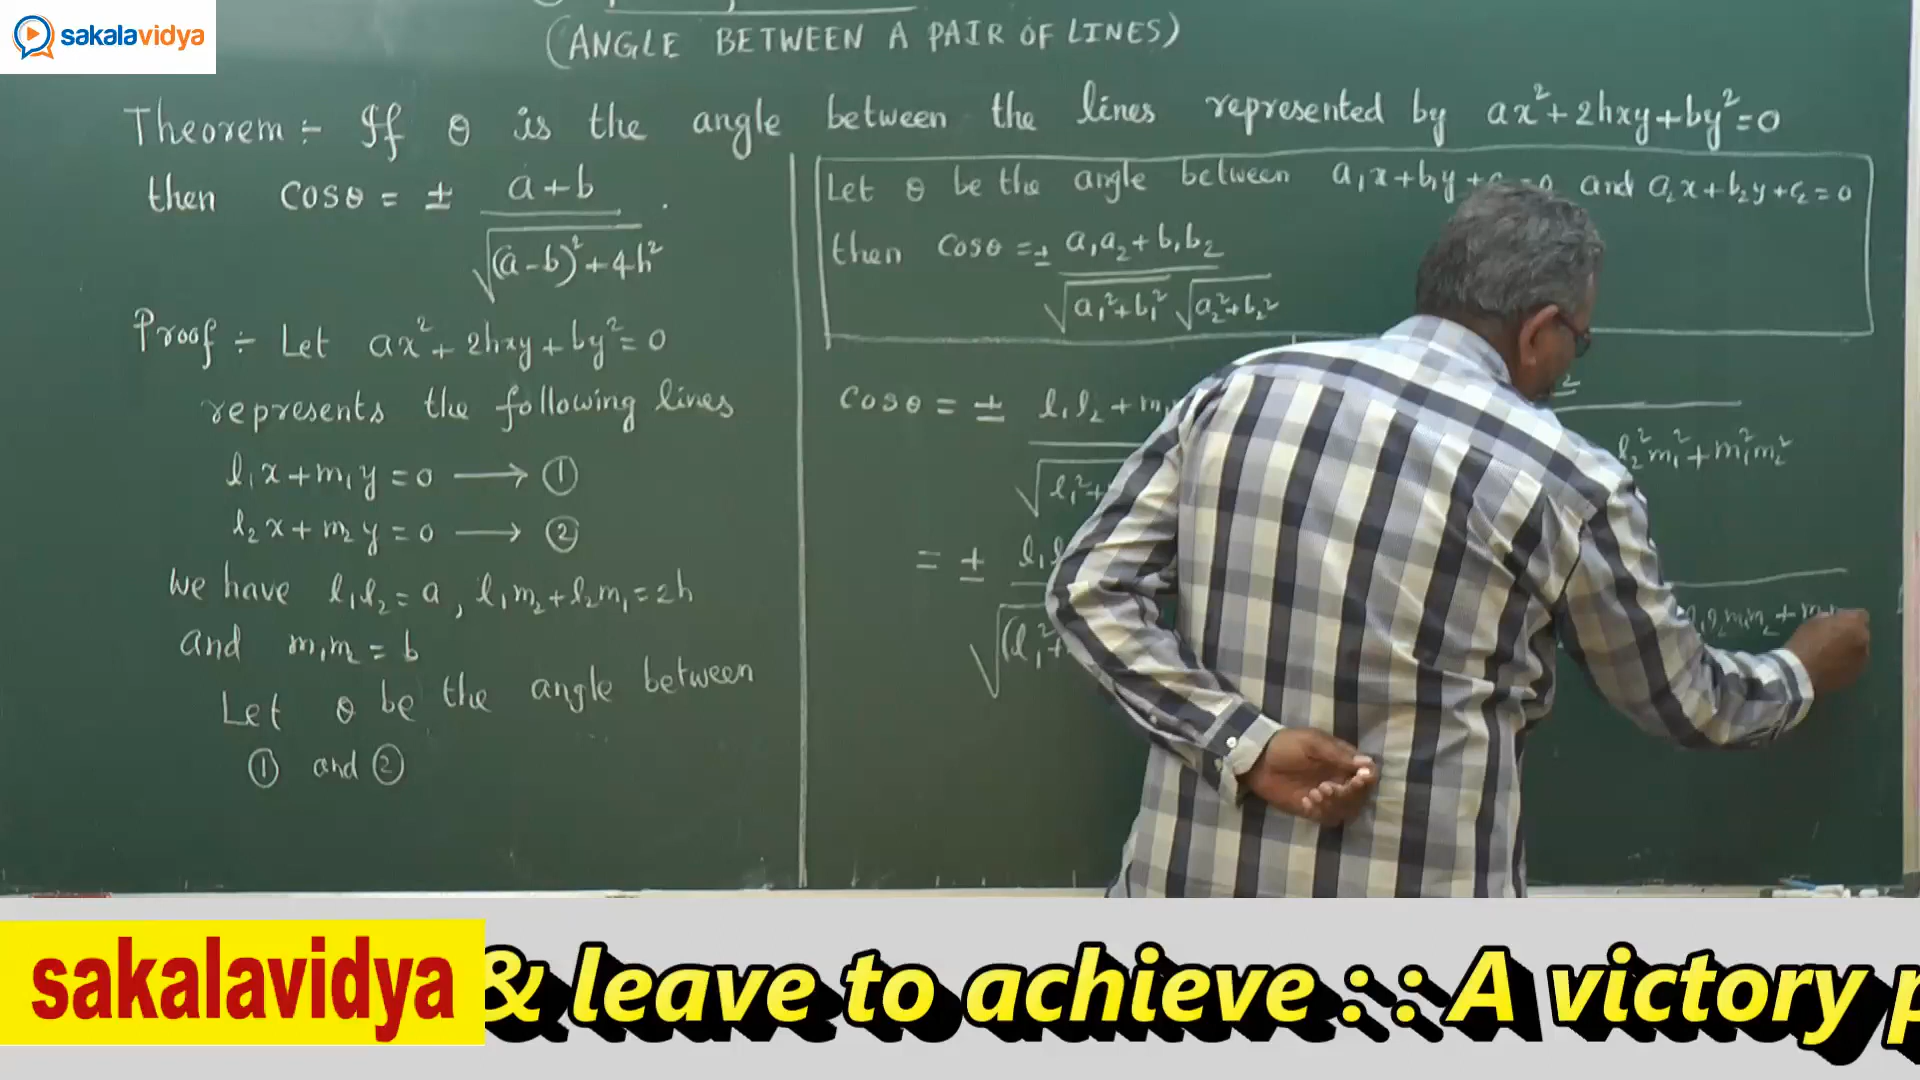 sakalavidya
(ANGLE BETWEEN A PAIR OF LINES)
Theorem :- If θ is the angle between the lines represented by ax²+2hxy+by²=0
then cosθ = ± a+b / √(a-b)²+4h² .
Proof :- Let ax²+2hxy+by²=0
represents the following lines
l₁x+m₁y=0 ⟶ ①
l₂x+m₂y=0 ⟶ ②
we have l₁l₂=a, l₁m₂+l₂m₁=2h
and m₁m₂=b
Let θ be the angle between
① and ②
Let θ be the angle between a₁x+b₁y+ =0 and a₂x+b₂y+c₂=0
then cosθ=± a₁a₂+b₁b₂ / √a₁²+b₁² √a₂²+b₂²
cosθ = ± l₁l₂+m₁
√l₁²+
l₂²m₁²+m₁²m₂²
= ± l₁
√(l₁²+
l₂m₁m₂+m
sakalavidya & leave to achieve : : A victory